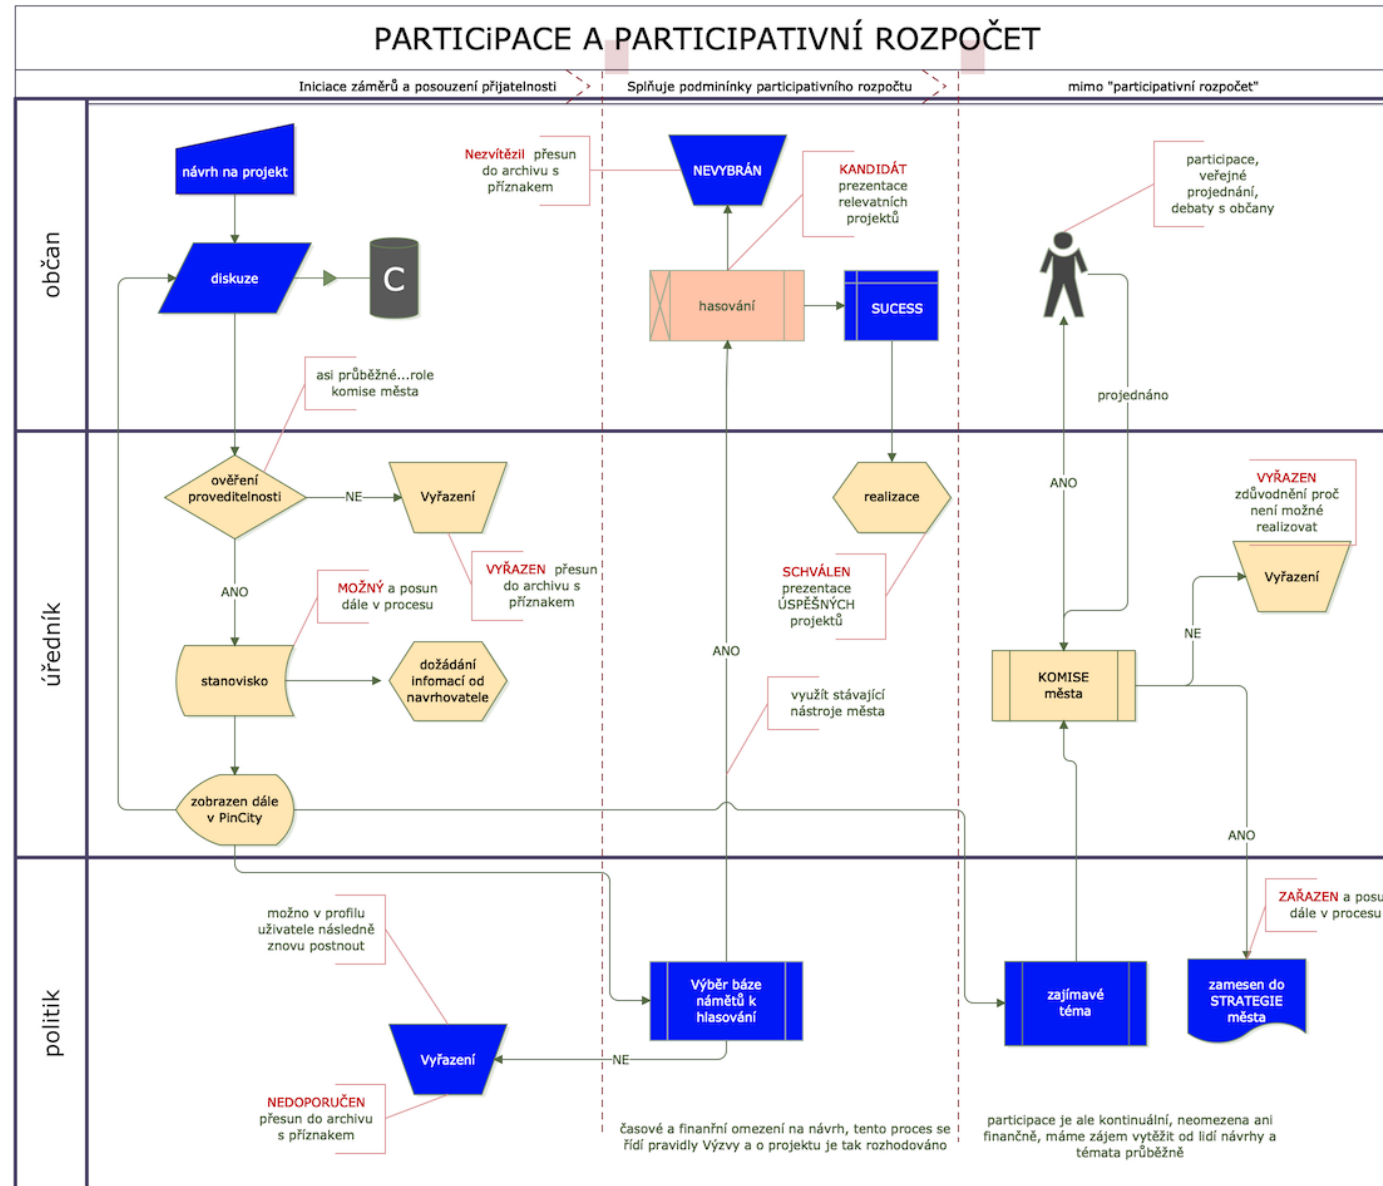 PARTICiPACE A PARTICIPATIVNÍ ROZPOČET
Iniciace záměrů a posouzení přijatelnosti
Splňuje podmínínky participativního rozpočtu
mimo "participativní rozpočet"
občan
návrh na projekt
diskuze
C
asi průběžné...role
komise města
Nezvítězil přesun
do archivu s
příznakem
NEVYBRÁN
KANDIDÁT
prezentace
relevatních
projektů
hasování
SUCESS
participace,
veřejné
projednání,
debaty s občany
projednáno
úředník
ověření
proveditelnosti
NE
Vyřazení
VYŘAZEN přesun
do archivu s
příznakem
ANO
MOŽNÝ a posun
dále v procesu
stanovisko
dožádání
infomací od
navrhovatele
zobrazen dále
v PinCity
realizace
SCHVÁLEN
prezentace
ÚSPĚŠNÝCH
projektů
ANO
využít stávající
nástroje města
ANO
VYŘAZEN
zdůvodnění proč
není možné
realizovat
Vyřazení
NE
KOMISE
města
ANO
politik
možno v profilu
uživatele následně
znovu postnout
Vyřazení
NEDOPORUČEN
přesun do archivu
s příznakem
NE
Výběr báze
námětů k
hlasování
zajímavé
téma
ZAŘAZEN a posu
dále v procesu
zamesen do
STRATEGIE
města
časové a finanřní omezení na návrh, tento proces se
řídí pravidly Výzvy a o projektu je tak rozhodováno
participace je ale kontinuální, neomezena ani
finančně, máme zájem vytěžit od lidí návrhy a
témata průběžně